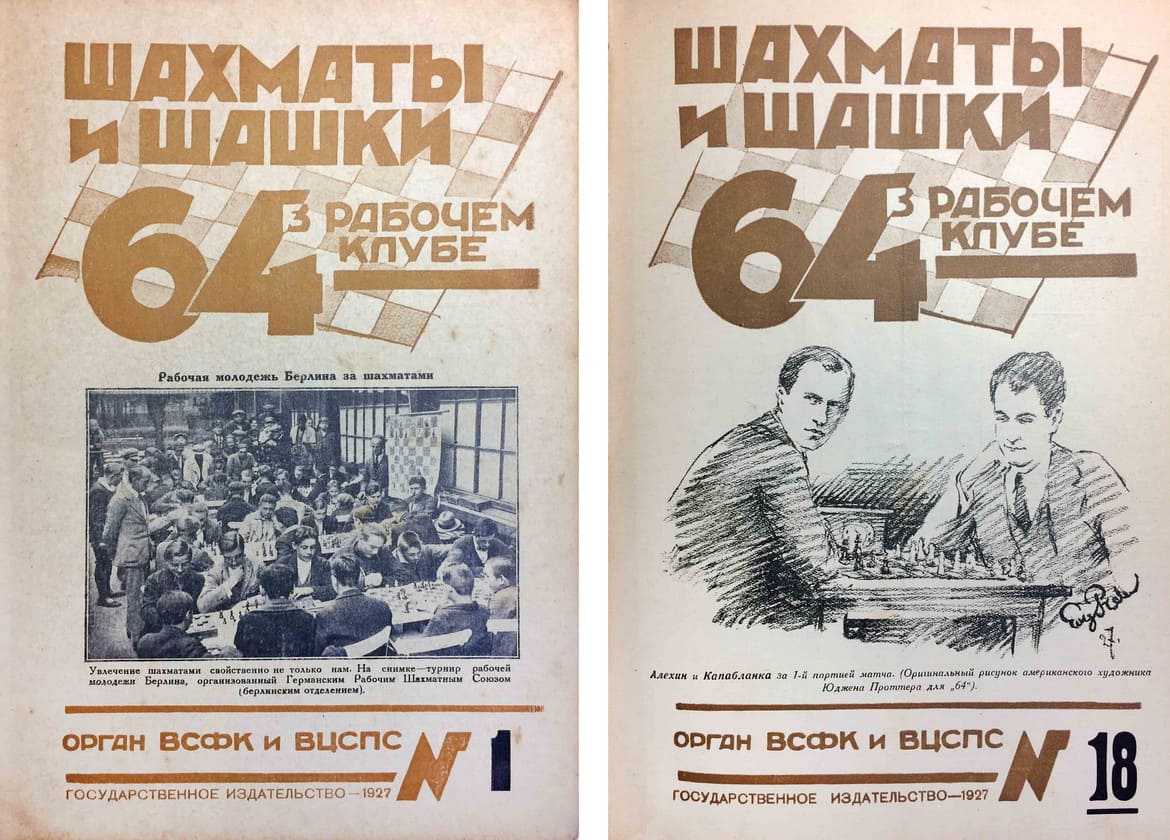 ШАХМАТЫ
И ШАШКИ
64 В РАБОЧЕМ
КЛУБЕ
Рабочая молодежь Берлина за шахматами
Увлечение шахматами свойственно не только нам. На снимке—турнир рабочей
молодежи Берлина, организованный Германским Рабочим Шахматным Союзом
(берлинским отделением).
ОРГАН ВСФК И ВЦСПС
N 1
ГОСУДАРСТВЕННОЕ ИЗДАТЕЛЬСТВО—1927
ШАХМАТЫ
И ШАШКИ
64 В РАБОЧЕМ
КЛУБЕ
27.
Алехин и Капабланка за 1-й партией матча. (Оригинальный рисунок американского художника
Юджена Проттера для „64“).
ОРГАН ВСФК И ВЦСПС
N 18
ГОСУДАРСТВЕННОЕ ИЗДАТЕЛЬСТВО—1927